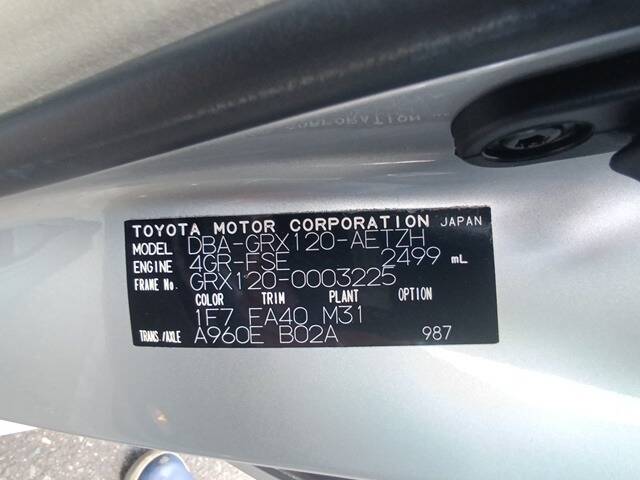 TOYOTA MOTOR CORPORATION JAPAN
MODEL DBA-GRX120-AETZH
ENGINE 4GR-FSE 2499 mL
FRAME No. GRX120-0003225
COLOR TRIM PLANT OPTION
1F7 FA40 M31
TRANS./AXLE A960E B02A 987